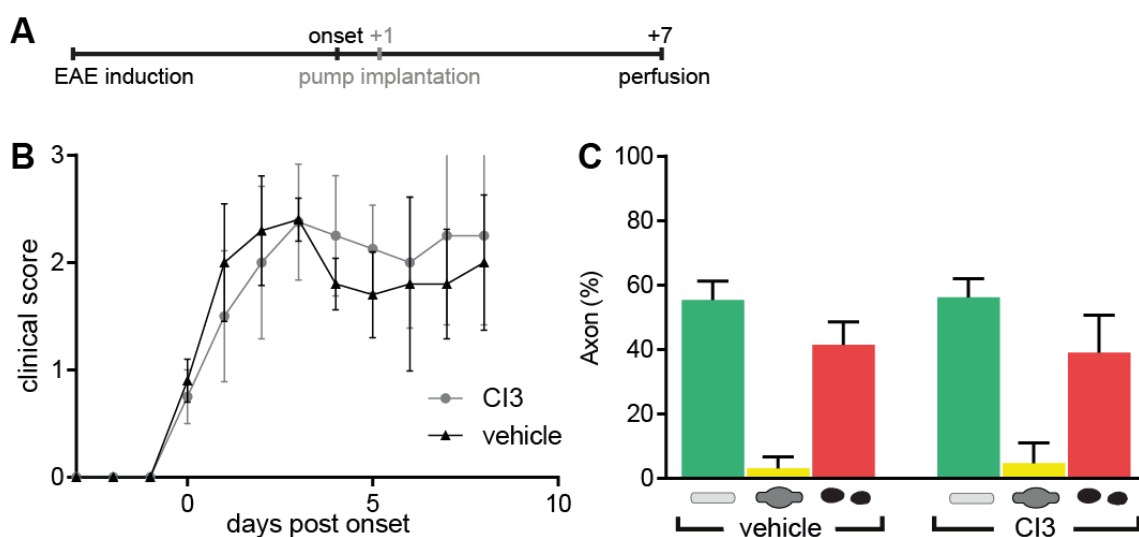 A
onset +1 +7
EAE induction pump implantation perfusion
B
3
2
1
0
clinical score
CI3
vehicle
0 5 10
days post onset
C
100
80
60
40
20
0
Axon (%)
vehicle CI3